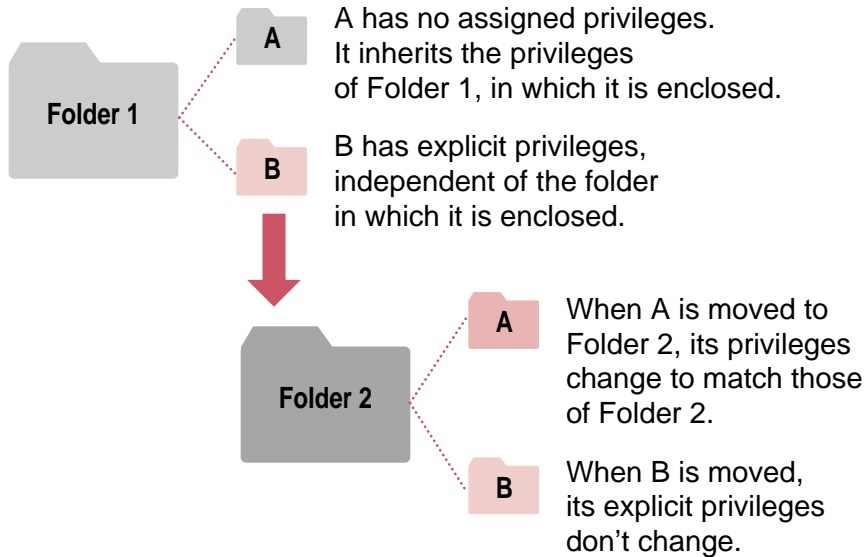 A
A has no assigned privileges.
It inherits the privileges
of Folder 1, in which it is enclosed.
Folder 1
B
B has explicit privileges,
independent of the folder
in which it is enclosed.
A
When A is moved to
Folder 2, its privileges
change to match those
of Folder 2.
Folder 2
B
When B is moved,
its explicit privileges
don’t change.